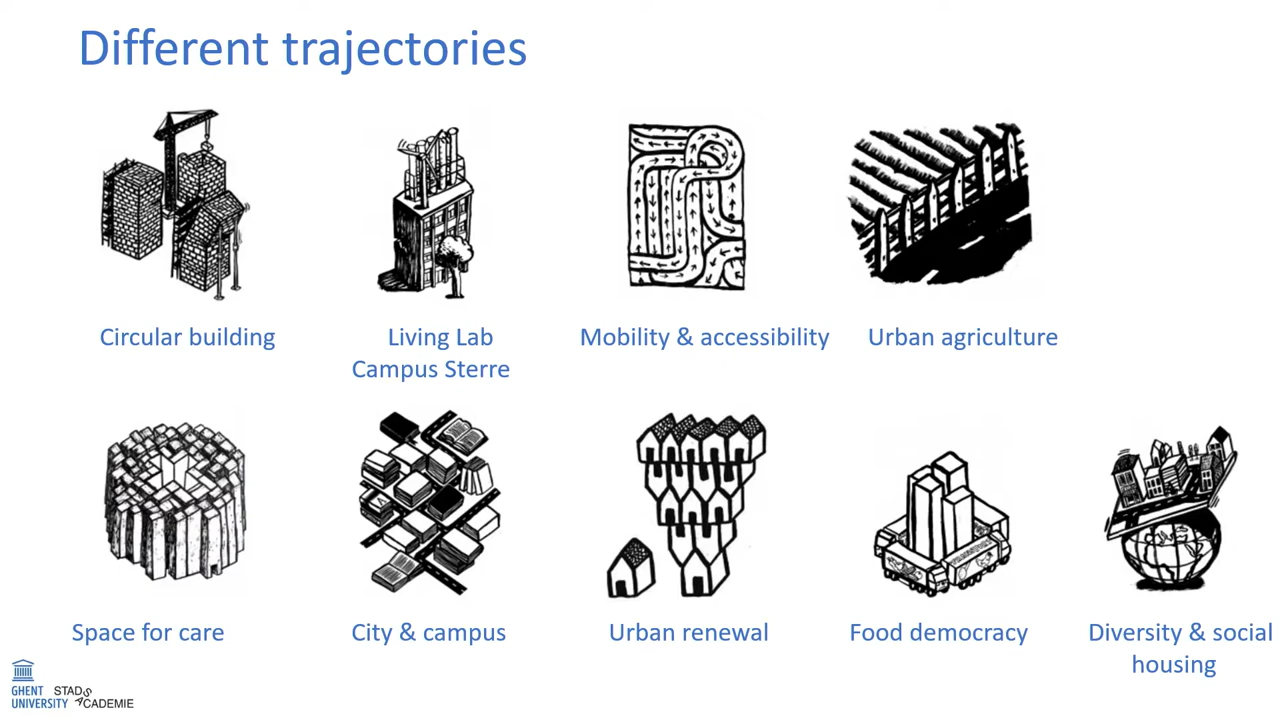 Different trajectories
Circular building
Living Lab
Campus Sterre
Mobility & accessibility
Urban agriculture
Space for care
City & campus
Urban renewal
Food democracy
Diversity & social
housing
GHENT
UNIVERSITY
STADS
ACADEMIE